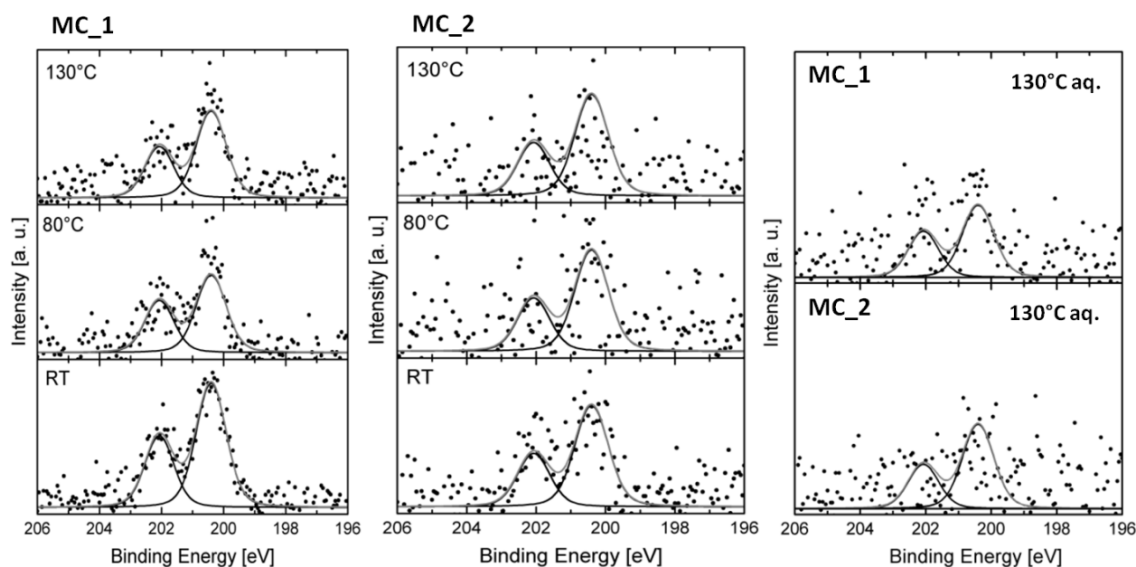 MC_1
130°C
80°C
RT
Intensity [a. u.]
206 204 202 200 198 196
Binding Energy [eV]
MC_2
130°C
80°C
RT
Intensity [a. u.]
206 204 202 200 198 196
Binding Energy [eV]
MC_1
130°C aq.
MC_2
130°C aq.
Intensity [a. u.]
206 204 202 200 198 196
Binding Energy [eV]